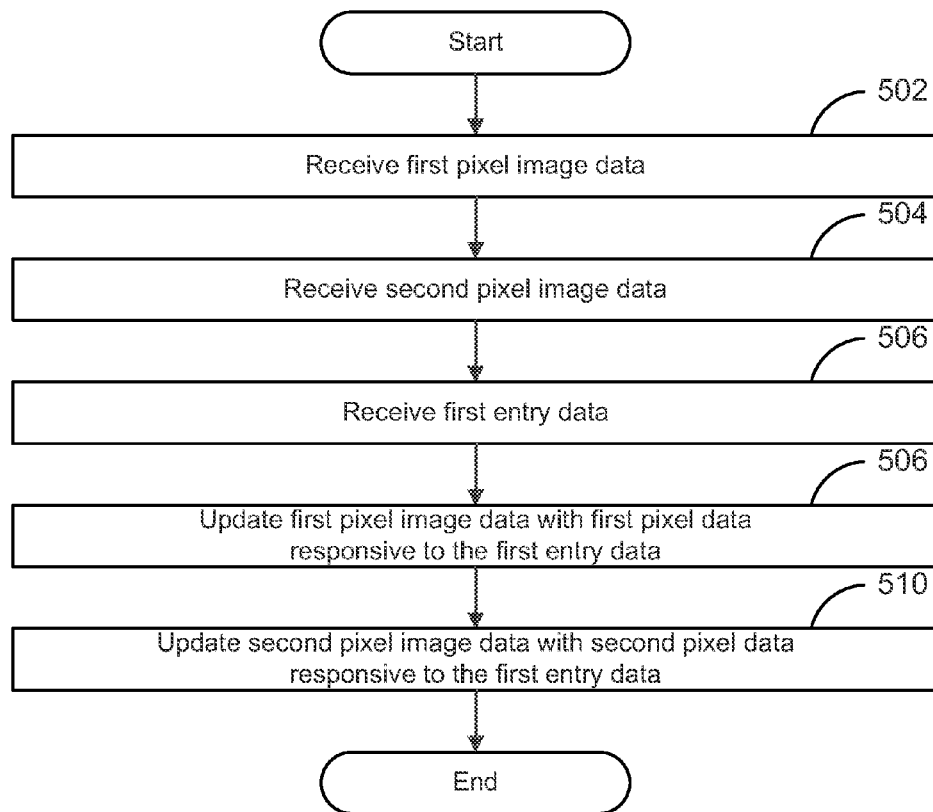 Start
502
Receive first pixel image data
504
Receive second pixel image data
506
Receive first entry data
506
Update first pixel image data with first pixel data
responsive to the first entry data
510
Update second pixel image data with second pixel data
responsive to the first entry data
End